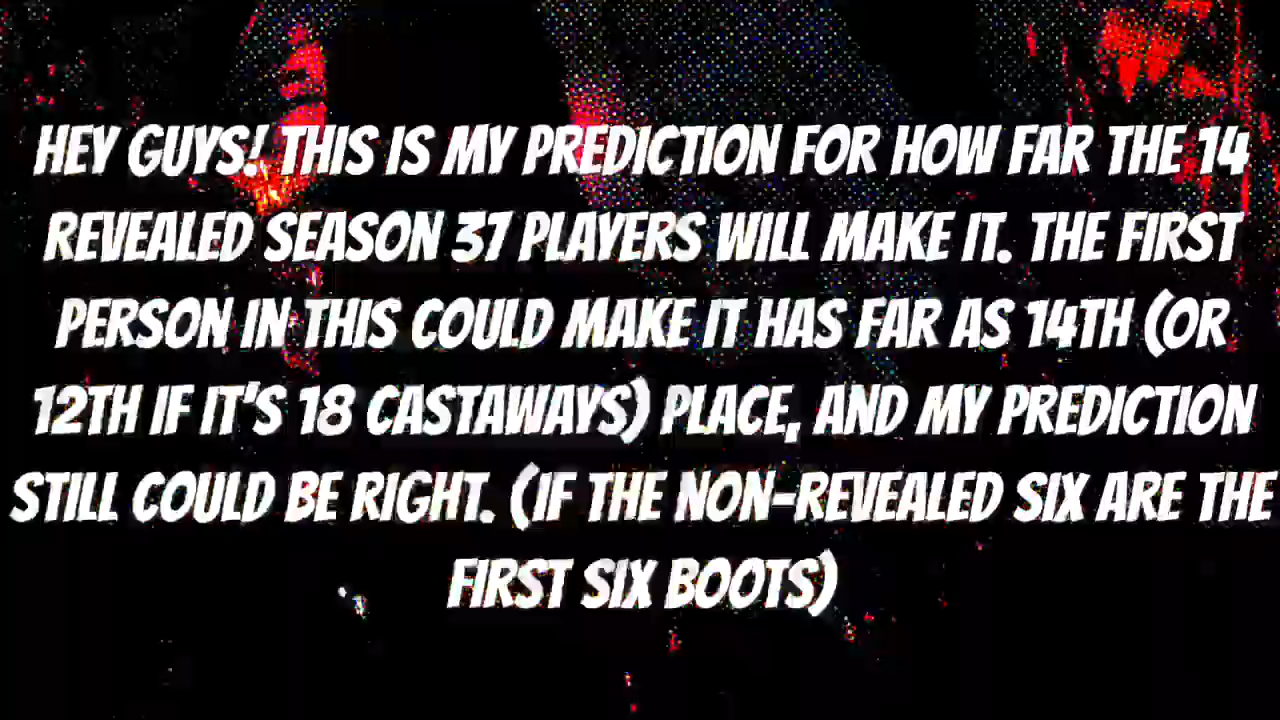 HEY GUYS! THIS IS MY PREDICTION FOR HOW FAR THE 14
REVEALED SEASON 37 PLAYERS WILL MAKE IT. THE FIRST
PERSON IN THIS COULD MAKE IT HAS FAR AS 14TH (OR
12TH IF IT'S 18 CASTAWAYS) PLACE, AND MY PREDICTION
STILL COULD BE RIGHT. (IF THE NON-REVEALED SIX ARE THE
FIRST SIX BOOTS)